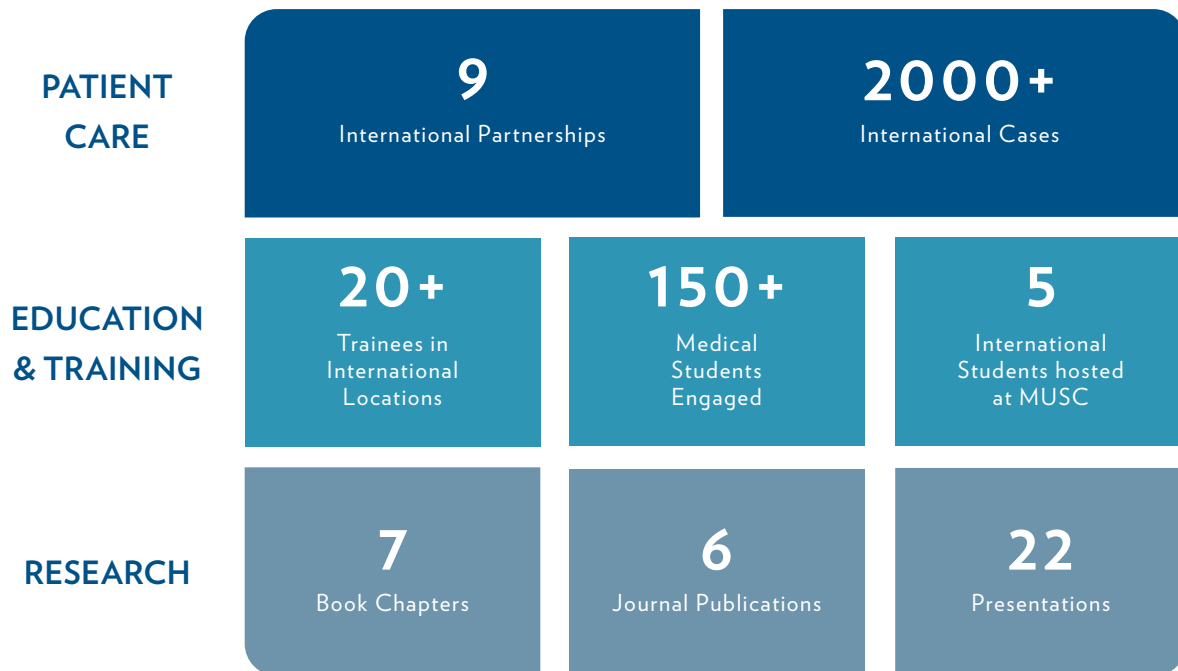 PATIENT
CARE
9
International Partnerships
2000+
International Cases
EDUCATION
& TRAINING
20+
Trainees in
International
Locations
150+
Medical
Students
Engaged
5
International
Students hosted
at MUSC
RESEARCH
7
Book Chapters
6
Journal Publications
22
Presentations